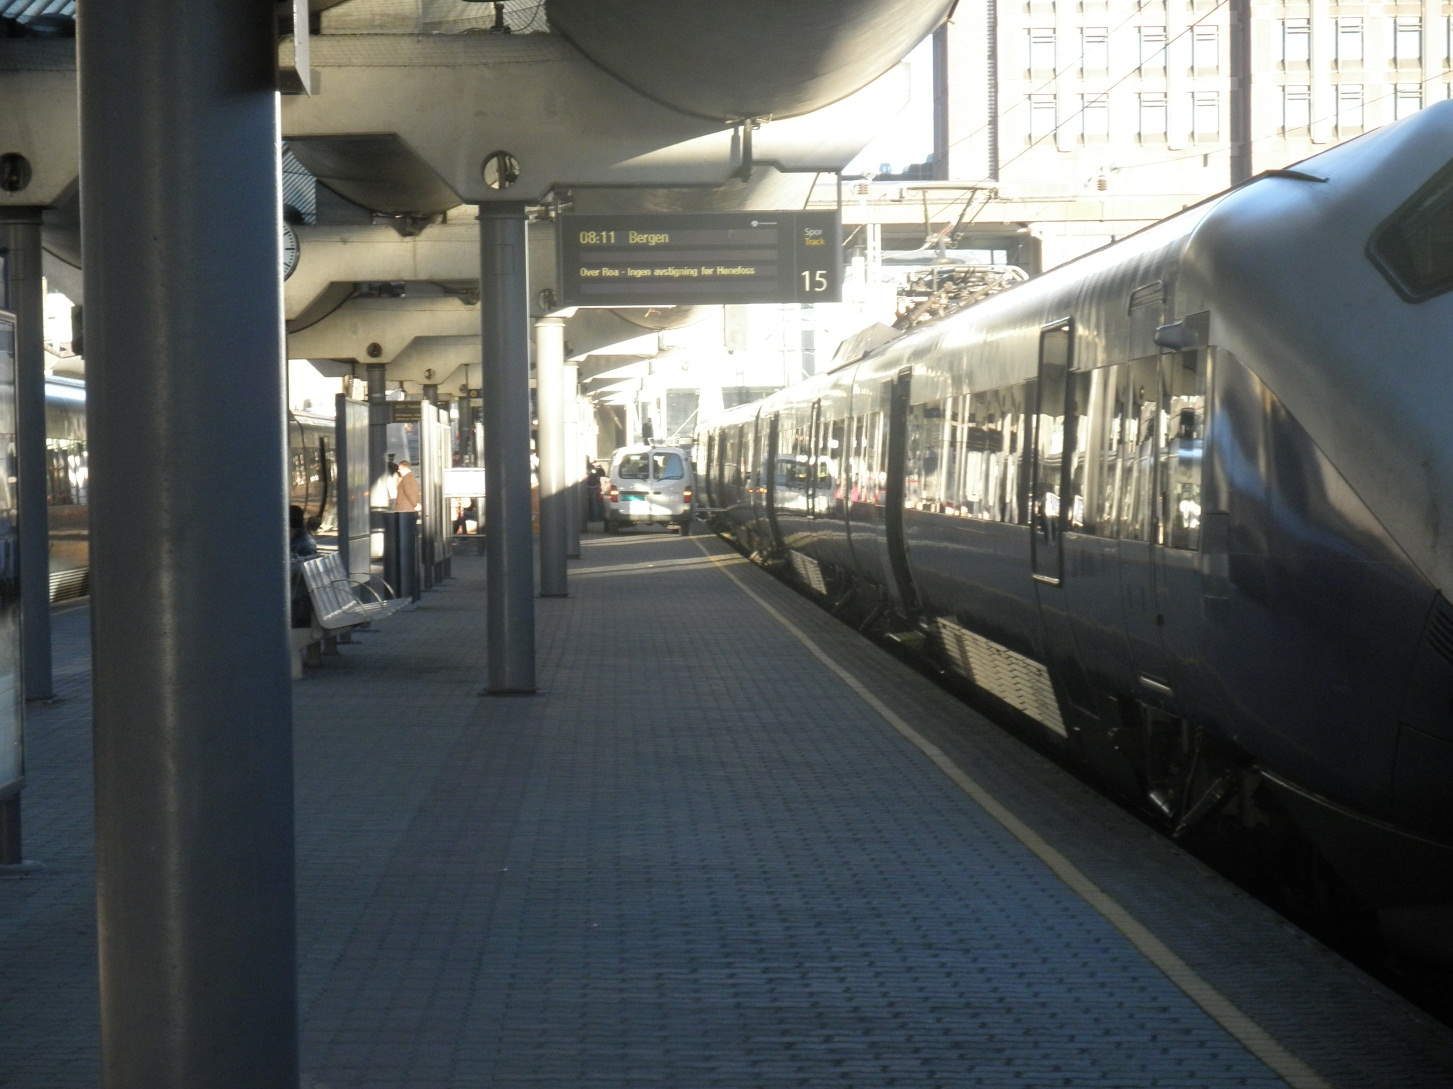 08:11 Bergen
Spor
Track
Over Roa - Ingen avstigning før Hønefoss
15